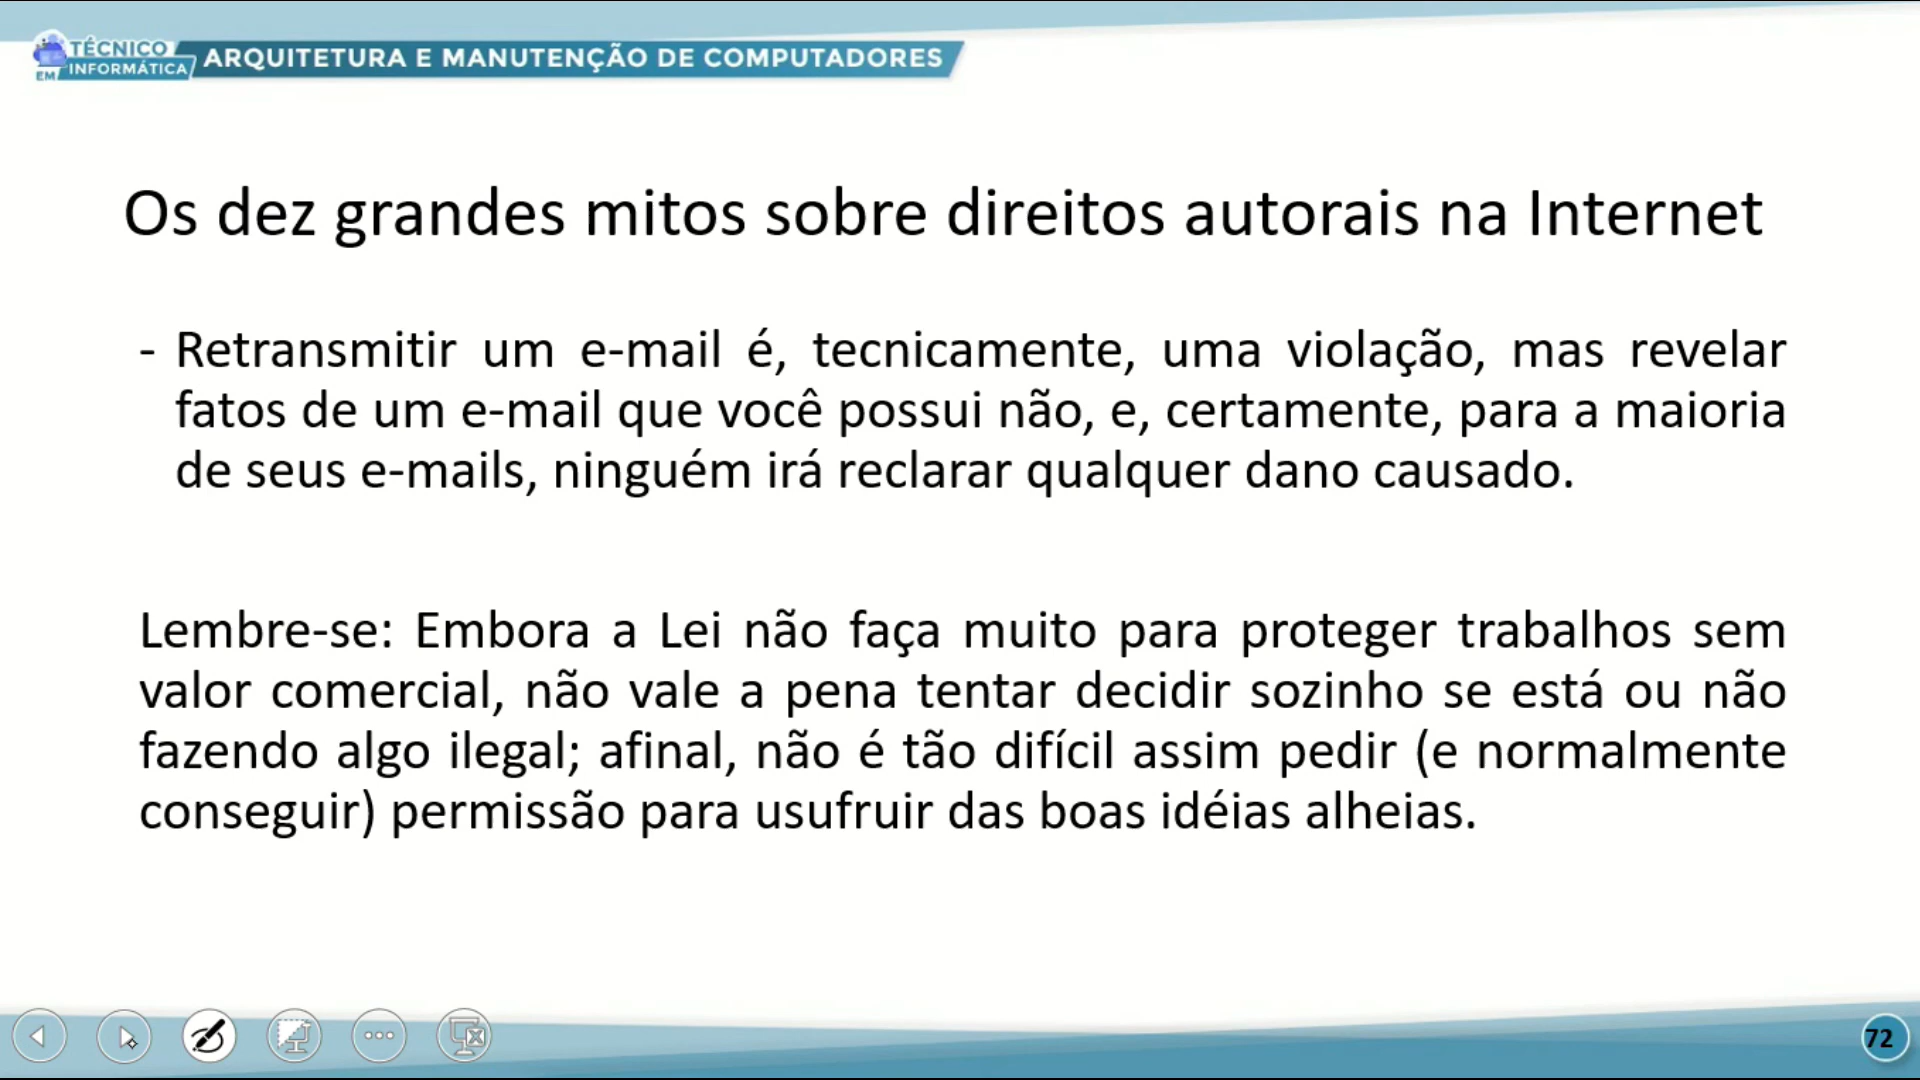 TÉCNICO
EM INFORMÁTICA
ARQUITETURA E MANUTENÇÃO DE COMPUTADORES
Os dez grandes mitos sobre direitos autorais na Internet
- Retransmitir um e-mail é, tecnicamente, uma violação, mas revelar
fatos de um e-mail que você possui não, e, certamente, para a maioria
de seus e-mails, ninguém irá reclarar qualquer dano causado.
Lembre-se: Embora a Lei não faça muito para proteger trabalhos sem
valor comercial, não vale a pena tentar decidir sozinho se está ou não
fazendo algo ilegal; afinal, não é tão difícil assim pedir (e normalmente
conseguir) permissão para usufruir das boas idéias alheias.
72